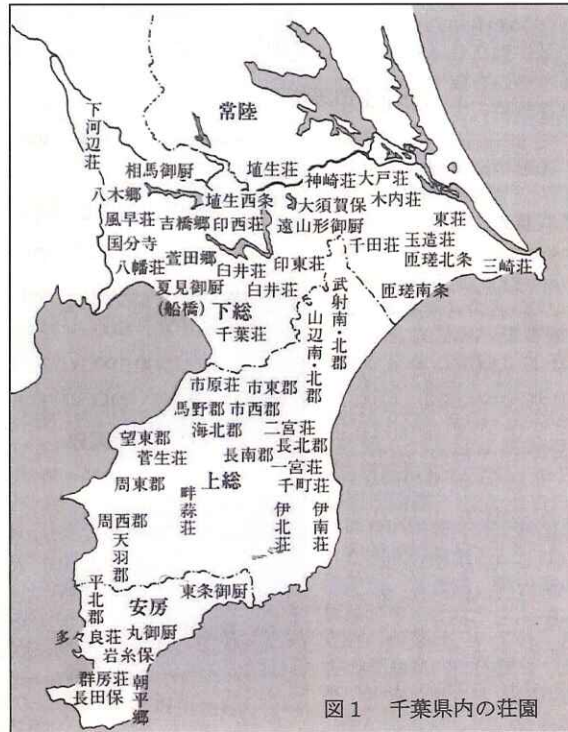 常陸
下河辺荘
相馬御厨
埴生荘
神崎荘
大戸荘
八木郷
埴生西条
大須賀保
木内荘
風早荘
吉橋郷
印西荘
遠山形御厨
東荘
国分寺
千田荘
玉造荘
萱田郷
匝瑳北条
八幡荘
臼井荘
印東荘
三崎荘
夏見御厨
(船橋)
臼井荘
匝瑳南条
下総
武射南・北郡
千葉荘
山辺南・北郡
市原荘
市東郡
馬野郡
市西郡
海北郡
二宮荘
望東郡
長北郡
菅生荘
長南郡
一宮荘
周東郡
上総
千町荘
畔蒜荘
伊北荘
伊南荘
周西郡
天羽郡
平北郡
東条御厨
安房
多々良荘
丸御厨
岩糸保
群房荘
朝平郷
長田保
図1 千葉県内の荘園